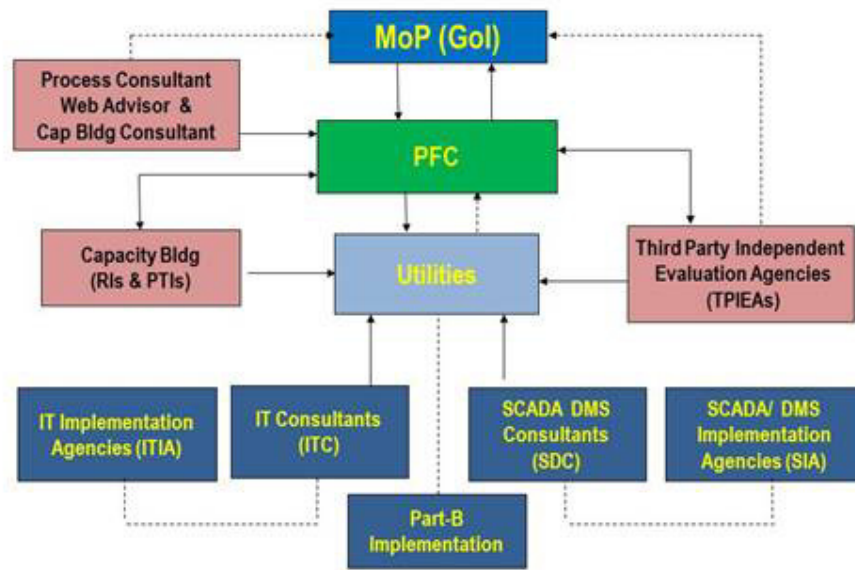 MoP (GoI)
Process Consultant
Web Advisor &
Cap Bldg Consultant
PFC
Capacity Bldg
(RIs & PTIs)
Utilities
Third Party Independent
Evaluation Agencies
(TPIEAs)
IT Implementation
Agencies (ITIA)
IT Consultants
(ITC)
SCADA DMS
Consultants
(SDC)
SCADA/ DMS
Implementation
Agencies (SIA)
Part-B
Implementation